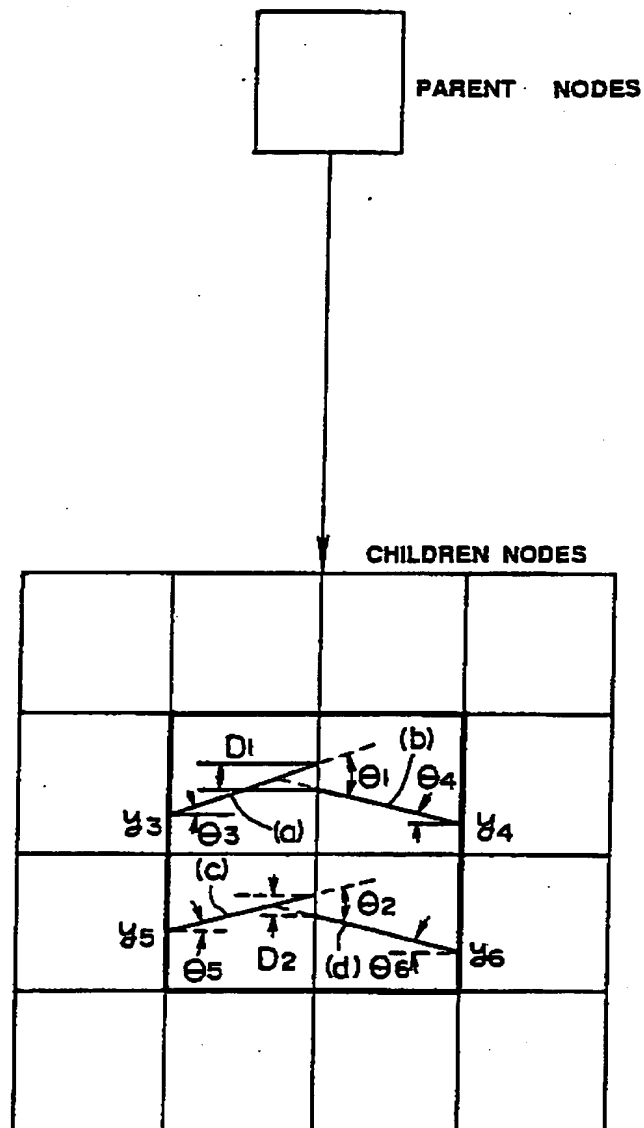 PARENT NODES
CHILDREN NODES
D1
(b)
θ1
θ4
y3
θ3
(a)
y4
(c)
θ2
y5
θ5
D2
(d)
θ6
y6